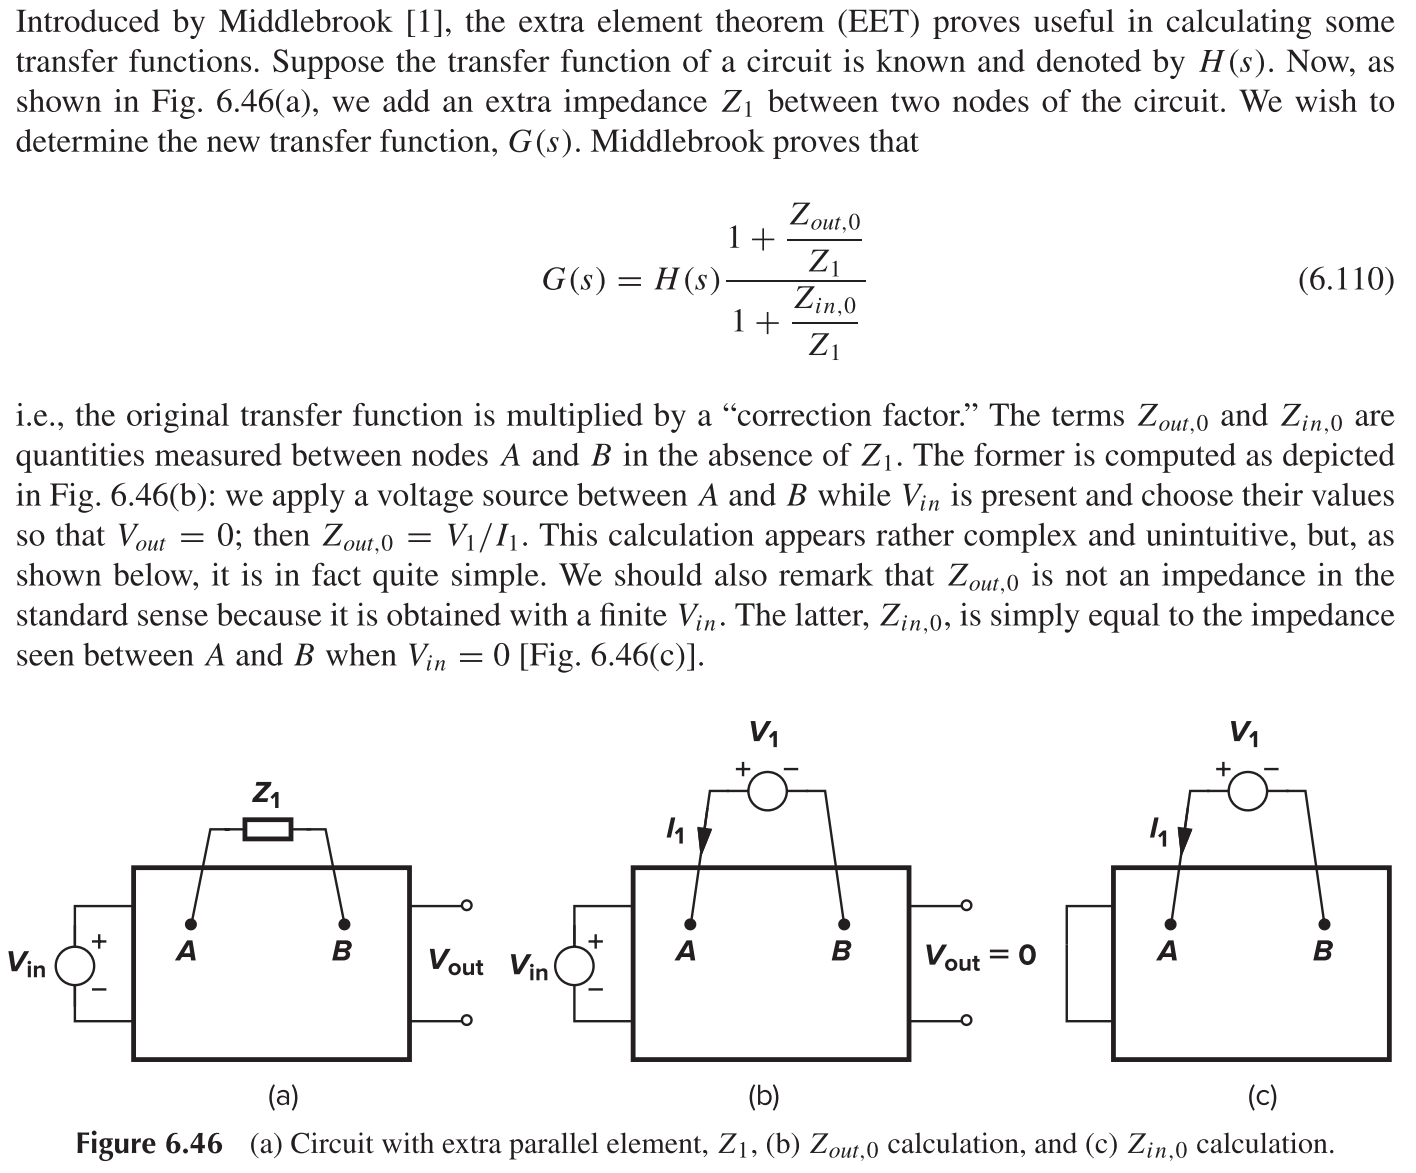 Introduced by Middlebrook [1], the extra element theorem (EET) proves useful in calculating some
transfer functions. Suppose the transfer function of a circuit is known and denoted by H(s). Now, as
shown in Fig. 6.46(a), we add an extra impedance Z₁ between two nodes of the circuit. We wish to
determine the new transfer function, G(s). Middlebrook proves that
G(s) = H(s) \frac{1 + \frac{Z_{out,0}}{Z_1}}{1 + \frac{Z_{in,0}}{Z_1}} (6.110)
i.e., the original transfer function is multiplied by a “correction factor.” The terms Z_{out,0} and Z_{in,0} are
quantities measured between nodes A and B in the absence of Z₁. The former is computed as depicted
in Fig. 6.46(b): we apply a voltage source between A and B while V_{in} is present and choose their values
so that V_{out} = 0; then Z_{out,0} = V₁/I₁. This calculation appears rather complex and unintuitive, but, as
shown below, it is in fact quite simple. We should also remark that Z_{out,0} is not an impedance in the
standard sense because it is obtained with a finite V_{in}. The latter, Z_{in,0}, is simply equal to the impedance
seen between A and B when V_{in} = 0 [Fig. 6.46(c)].
Z₁
A
B
V_{in}
+
−
V_{out}
(a)
V₁
+
−
I₁
A
B
V_{in}
+
−
V_{out} = 0
(b)
V₁
+
−
I₁
A
B
(c)
Figure 6.46 (a) Circuit with extra parallel element, Z₁, (b) Z_{out,0} calculation, and (c) Z_{in,0} calculation.